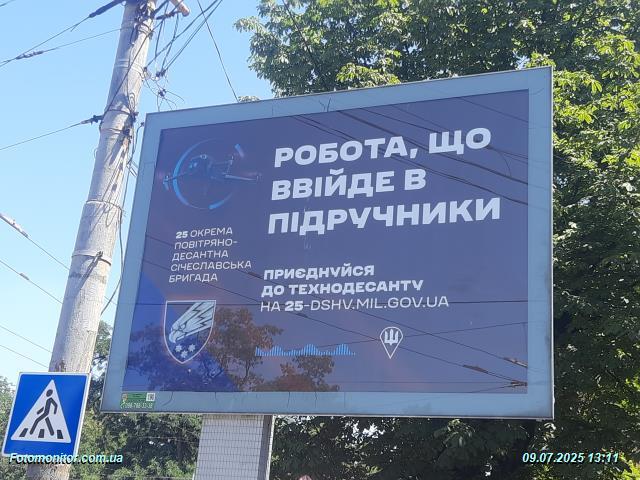 РОБОТА, ЩО
ВВІЙДЕ В
ПІДРУЧНИКИ
25 ОКРЕМА
ПОВІТРЯНО-
ДЕСАНТНА
СІЧЕСЛАВСЬКА
БРИГАДА
ПРИЄДНУЙСЯ
ДО ТЕХНОДЕСАНТУ
НА 25-DSHV.MIL.GOV.UA
Fotomonitor.com.ua
09.07.2025 13:11